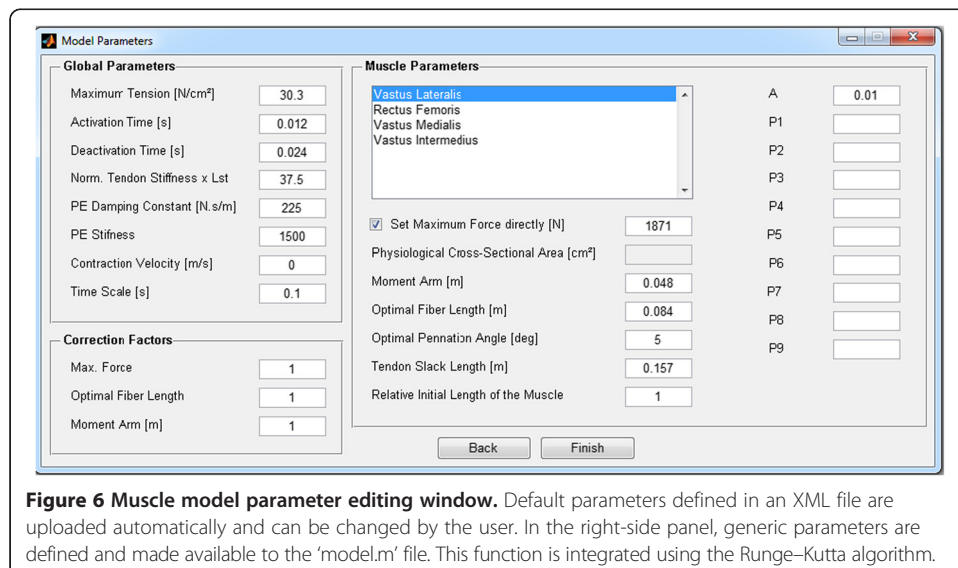 Model Parameters
Global Parameters
Maximum Tension [N/cm²] 30.3
Activation Time [s] 0.012
Deactivation Time [s] 0.024
Norm. Tendon Stiffness x Lst 37.5
PE Damping Constant [N.s/m] 225
PE Stifness 1500
Contraction Velocity [m/s] 0
Time Scale [s] 0.1
Correction Factors
Max. Force 1
Optimal Fiber Length 1
Moment Arm [m] 1
Muscle Parameters
Vastus Lateralis
Rectus Femoris
Vastus Medialis
Vastus Intermedius
Set Maximum Force directly [N] 1871
Physiological Cross-Sectional Area [cm²]
Moment Arm [m] 0.048
Optimal Fiber Length [m] 0.084
Optimal Pennation Angle [deg] 5
Tendon Slack Length [m] 0.157
Relative Initial Length of the Muscle 1
A 0.01
P1
P2
P3
P4
P5
P6
P7
P8
P9
Back Finish
Figure 6 Muscle model parameter editing window. Default parameters defined in an XML file are
uploaded automatically and can be changed by the user. In the right-side panel, generic parameters are
defined and made available to the ‘model.m’ file. This function is integrated using the Runge–Kutta algorithm.